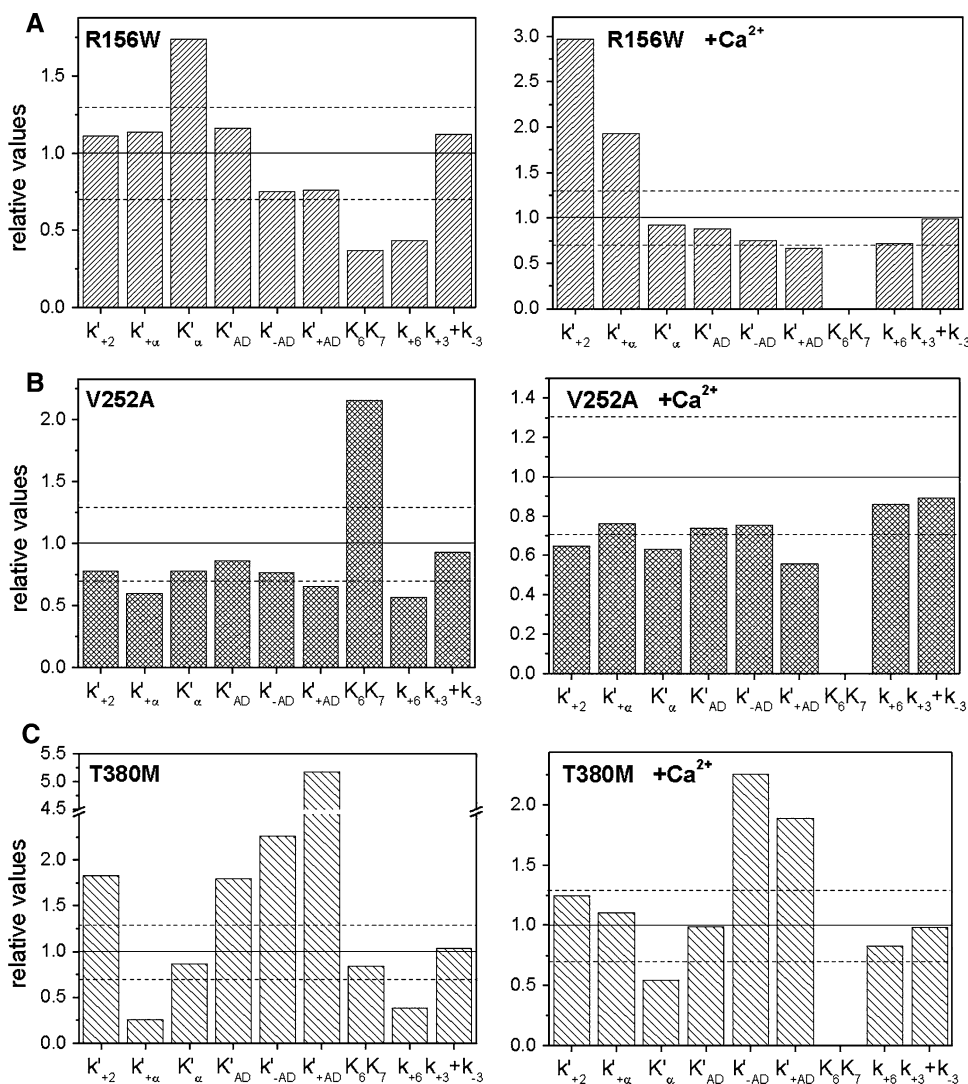 A
R156W
relative values
1.5
1.0
0.5
0.0
k'+2 k'+α K'α K'AD k'-AD k'+AD K6K7 k+6 k+3+k-3
R156W +Ca2+
3.0
2.5
2.0
1.5
1.0
0.5
0.0
k'+2 k'+α K'α K'AD k'-AD k'+AD K6K7 k+6 k+3+k-3
B
V252A
relative values
2.0
1.5
1.0
0.5
0.0
k'+2 k'+α K'α K'AD k'-AD k'+AD K6K7 k+6 k+3+k-3
V252A +Ca2+
1.4
1.2
1.0
0.8
0.6
0.4
0.2
0.0
k'+2 k'+α K'α K'AD k'-AD k'+AD K6K7 k+6 k+3+k-3
C
T380M
relative values
5.5
5.0
4.5
2.0
1.5
1.0
0.5
0.0
k'+2 k'+α K'α K'AD k'-AD k'+AD K6K7 k+6 k+3+k-3
T380M +Ca2+
2.0
1.5
1.0
0.5
0.0
k'+2 k'+α K'α K'AD k'-AD k'+AD K6K7 k+6 k+3+k-3